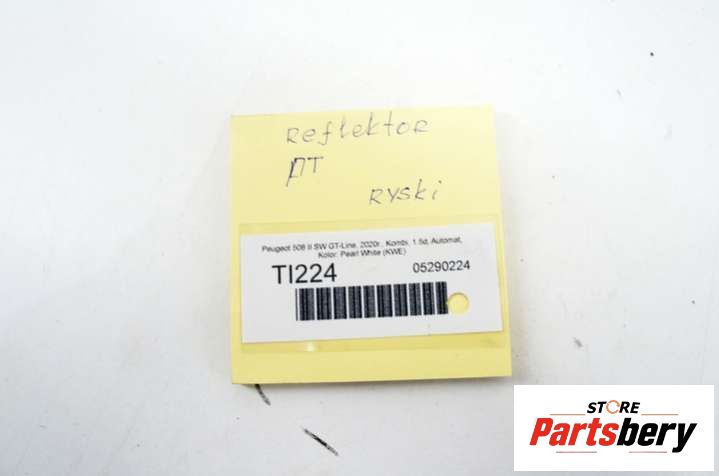 Reflektor
PT
Ryski
Peugeot 508 II SW GT-Line, 2020r., Kombi, 1.5d, Automat,
Kolor: Pearl White (KWE)
TI224 05290224
STORE
Partsbery